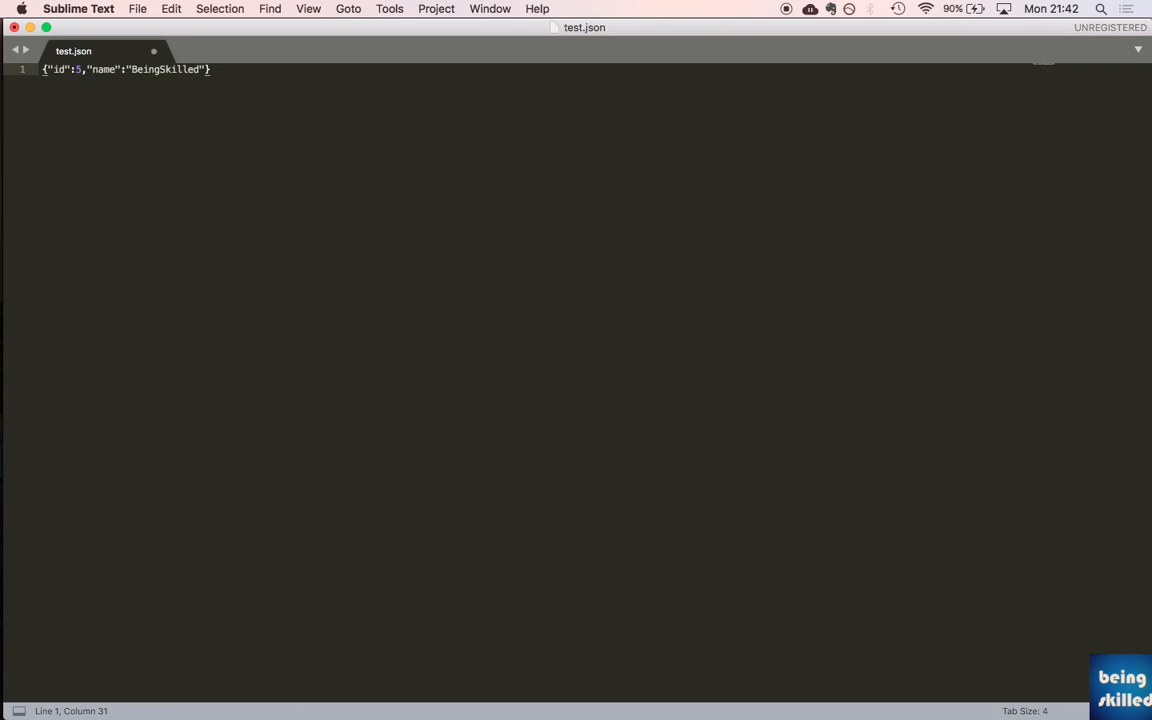 Sublime Text File Edit Selection Find View Goto Tools Project Window Help 90% Mon 21:42
test.json UNREGISTERED
test.json
1 {"id":5,"name":"BeingSkilled"}
being
skilled
Line 1, Column 31 Tab Size: 4